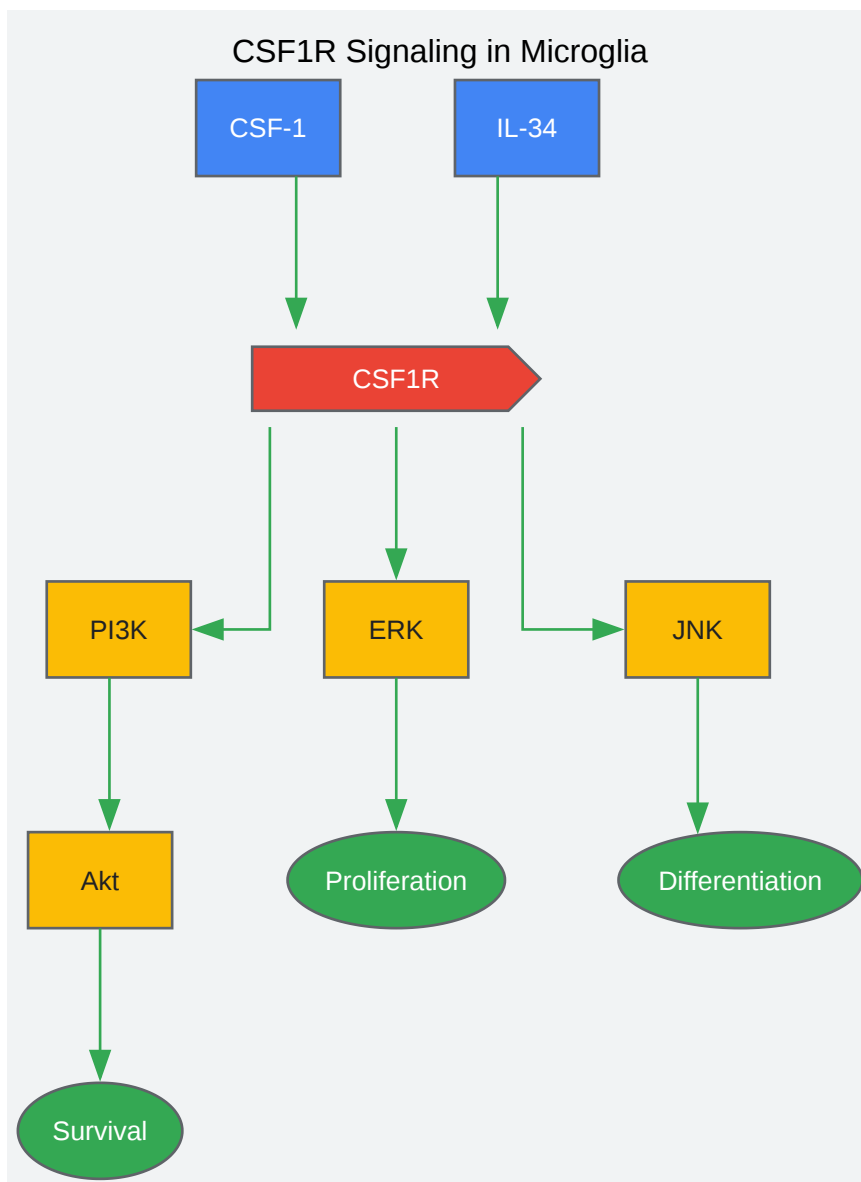 CSF1R Signaling in Microglia
CSF-1
IL-34
CSF1R
PI3K
ERK
JNK
Akt
Proliferation
Differentiation
Survival